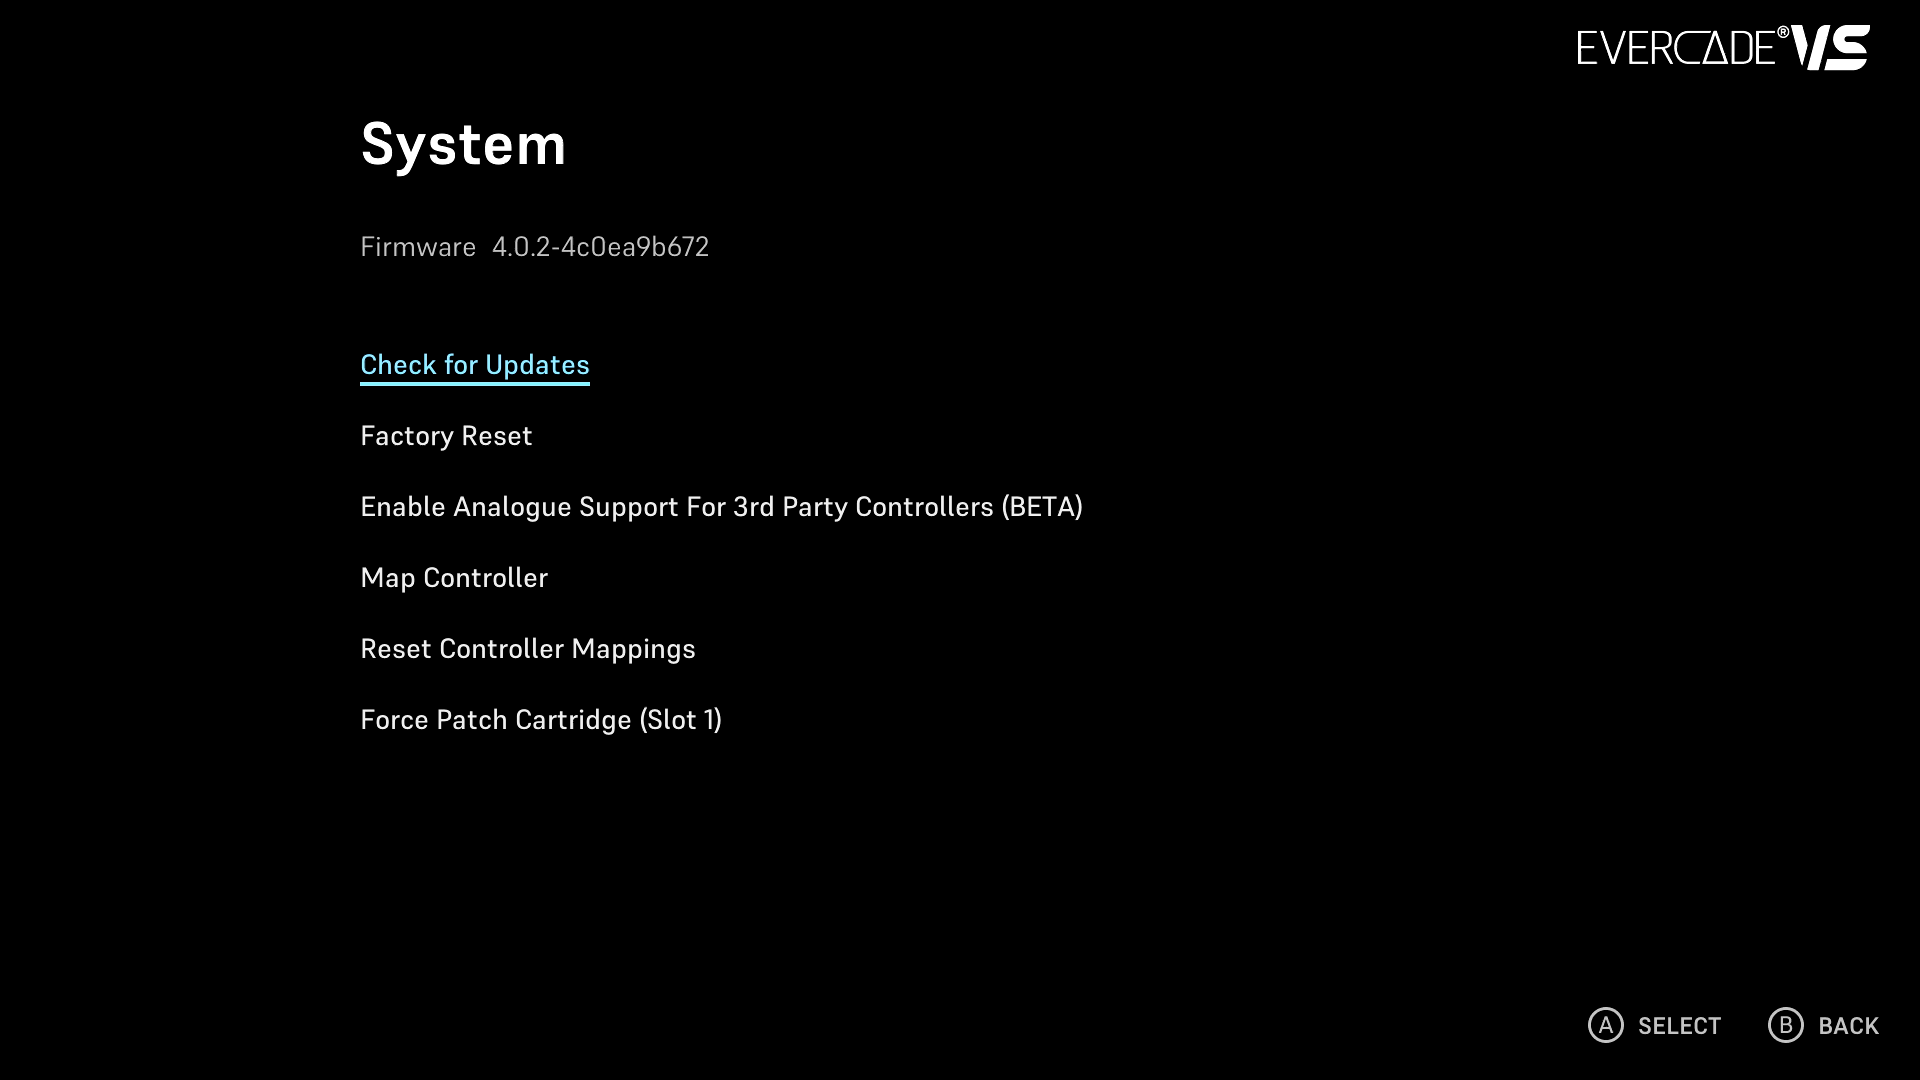 EVERCADE® VS
System
Firmware 4.0.2-4c0ea9b672
Check for Updates
Factory Reset
Enable Analogue Support For 3rd Party Controllers (BETA)
Map Controller
Reset Controller Mappings
Force Patch Cartridge (Slot 1)
A SELECT B BACK